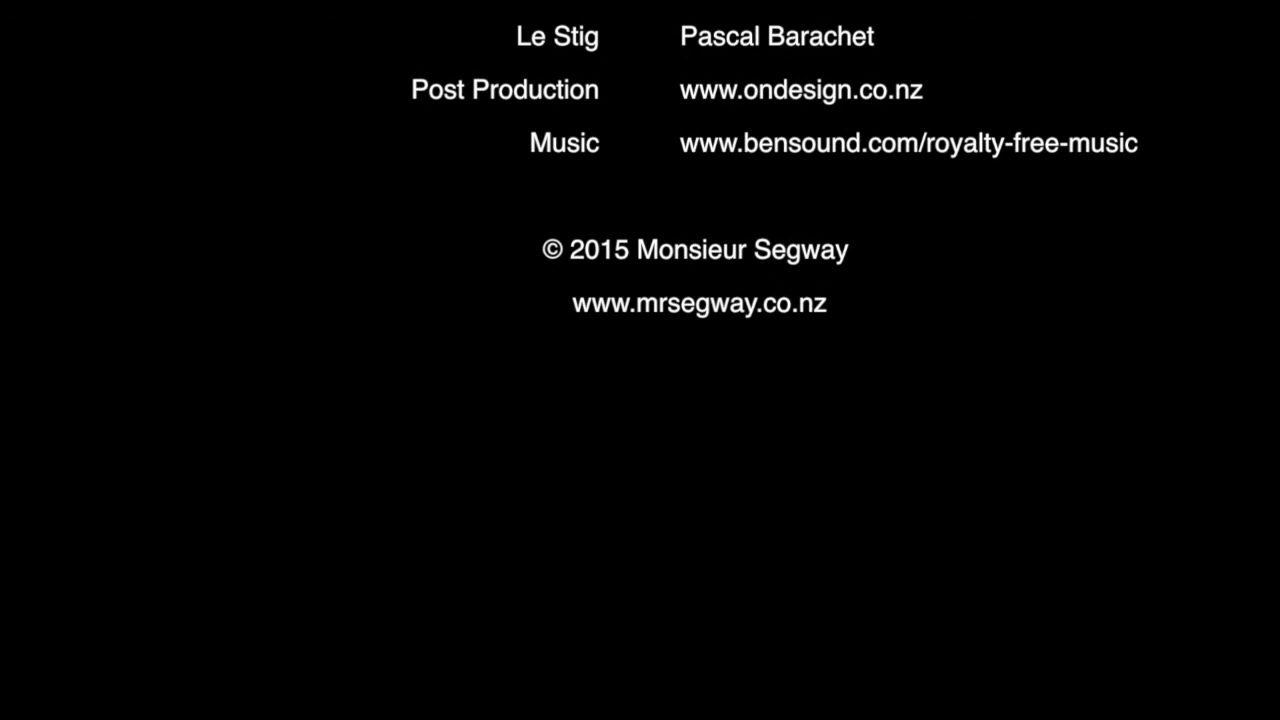 Le Stig Pascal Barachet
Post Production www.ondesign.co.nz
Music www.bensound.com/royalty-free-music
© 2015 Monsieur Segway
www.mrsegway.co.nz